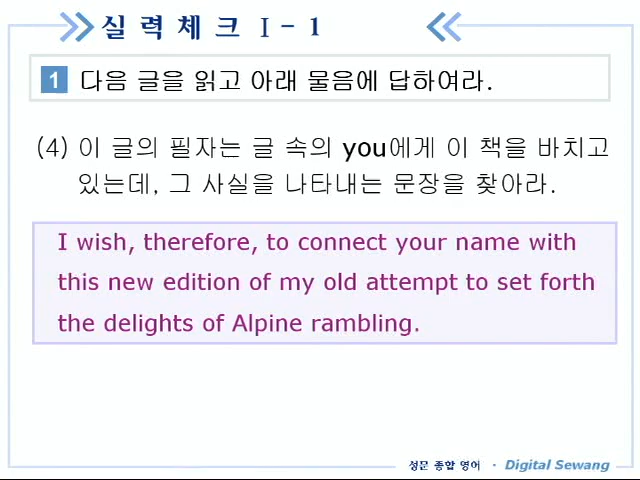 실력체크 I - 1
1 다음 글을 읽고 아래 물음에 답하여라.
(4) 이 글의 필자는 글 속의 you에게 이 책을 바치고
있는데, 그 사실을 나타내는 문장을 찾아라.
I wish, therefore, to connect your name with
this new edition of my old attempt to set forth
the delights of Alpine rambling.
성문 종합 영어 · Digital Sewang